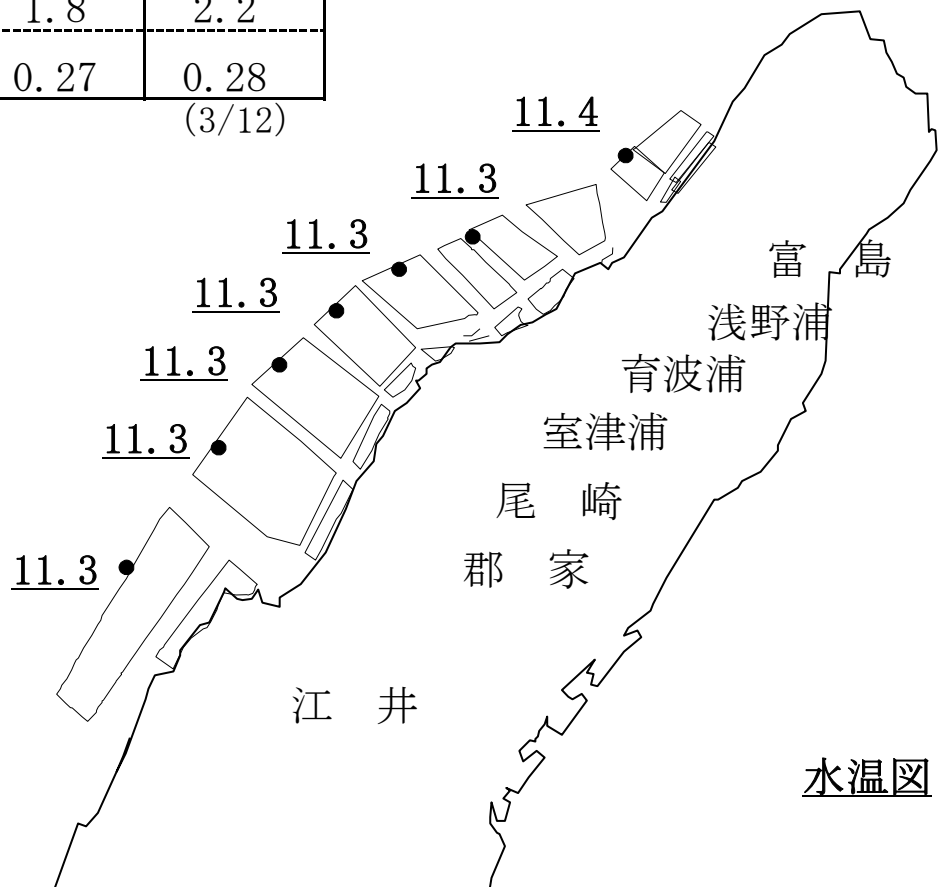 1.8 2.2
0.27 0.28
(3/12)
11.4
11.3
11.3
11.3
11.3
11.3
11.3
富 島
浅野浦
育波浦
室津浦
尾 崎
郡 家
江 井
水温図